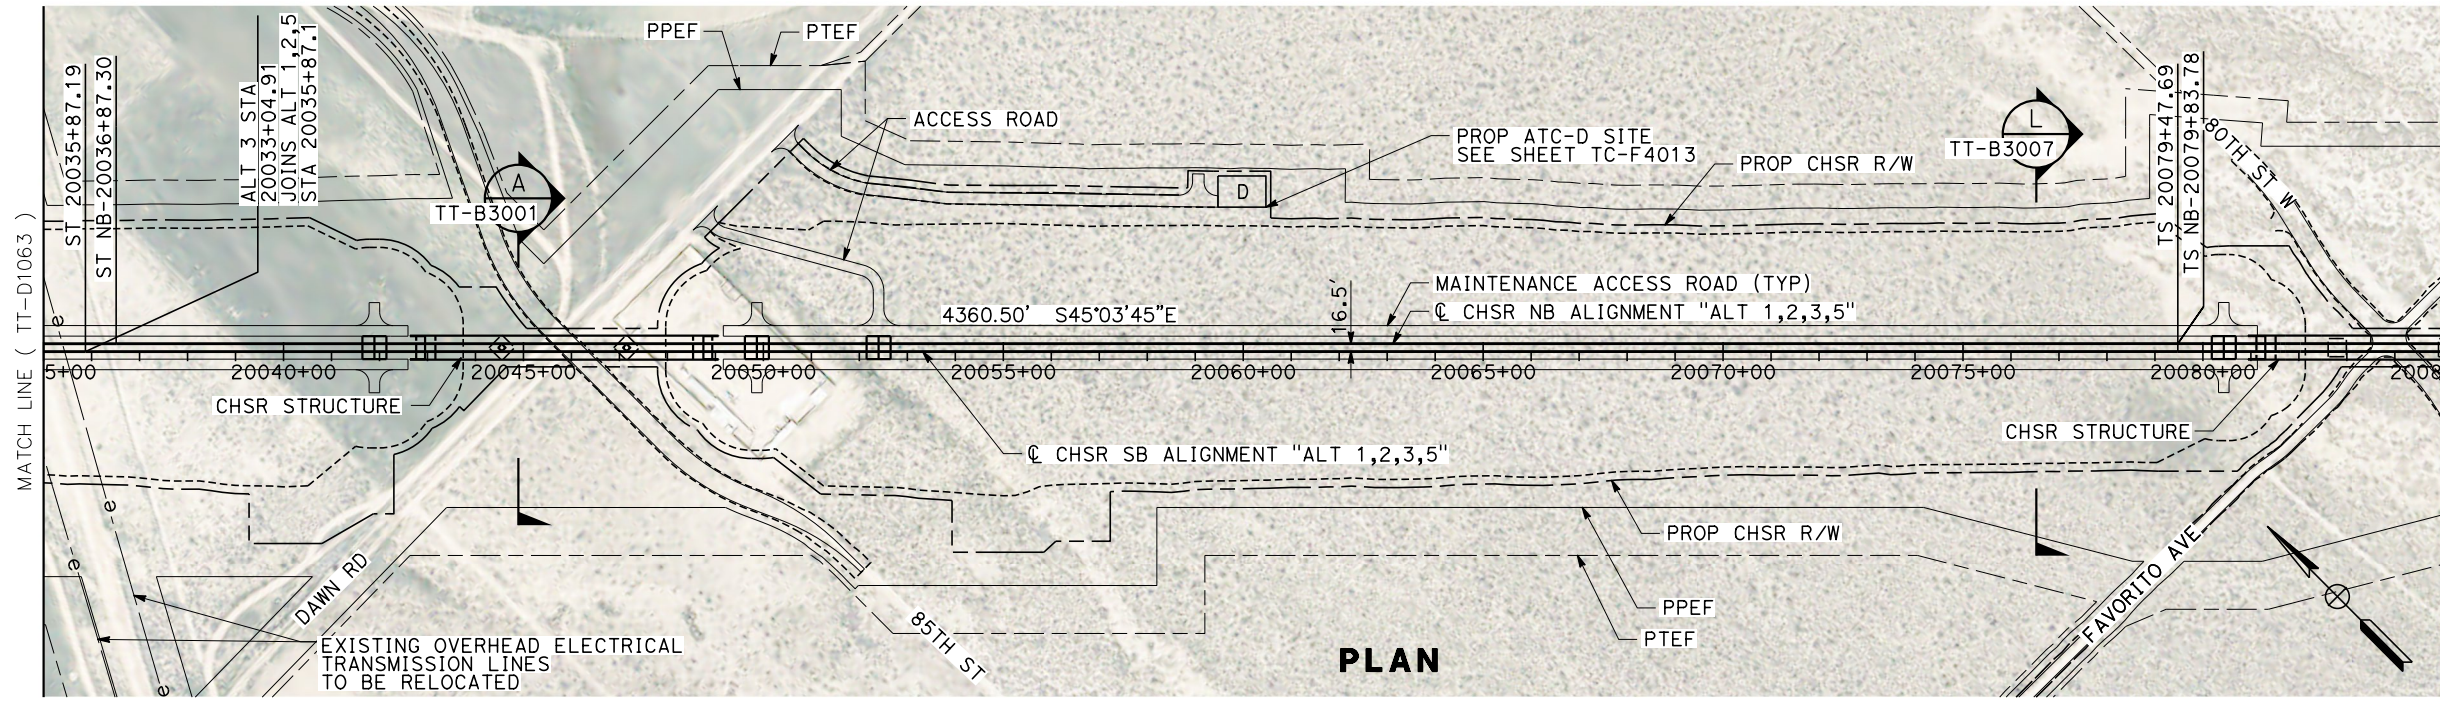 MATCH LINE ( TT-D1063 )
ST 20035+87.19
ST NB-20036+87.30
ALT 3 STA
20033+04.91
JOINS ALT 1,2,5
STA 20035+87.1
PPEF
PTEF
A
TT-B3001
ACCESS ROAD
PROP ATC-D SITE
SEE SHEET TC-F4013
D
PROP CHSR R/W
L
TT-B3007
TS 20079+47.69
TS NB-20079+83.78
80TH ST W
MAINTENANCE ACCESS ROAD (TYP)
4360.50' S45°03'45"E
16.5'
℄ CHSR NB ALIGNMENT "ALT 1,2,3,5"
5+00
20040+00
20045+00
20050+00
20055+00
20060+00
20065+00
20070+00
20075+00
20080+00
2008
CHSR STRUCTURE
CHSR STRUCTURE
℄ CHSR SB ALIGNMENT "ALT 1,2,3,5"
PROP CHSR R/W
e
e
e
e
DAWN RD
85TH ST
FAVORITO AVE
PPEF
PTEF
EXISTING OVERHEAD ELECTRICAL
TRANSMISSION LINES
TO BE RELOCATED
PLAN